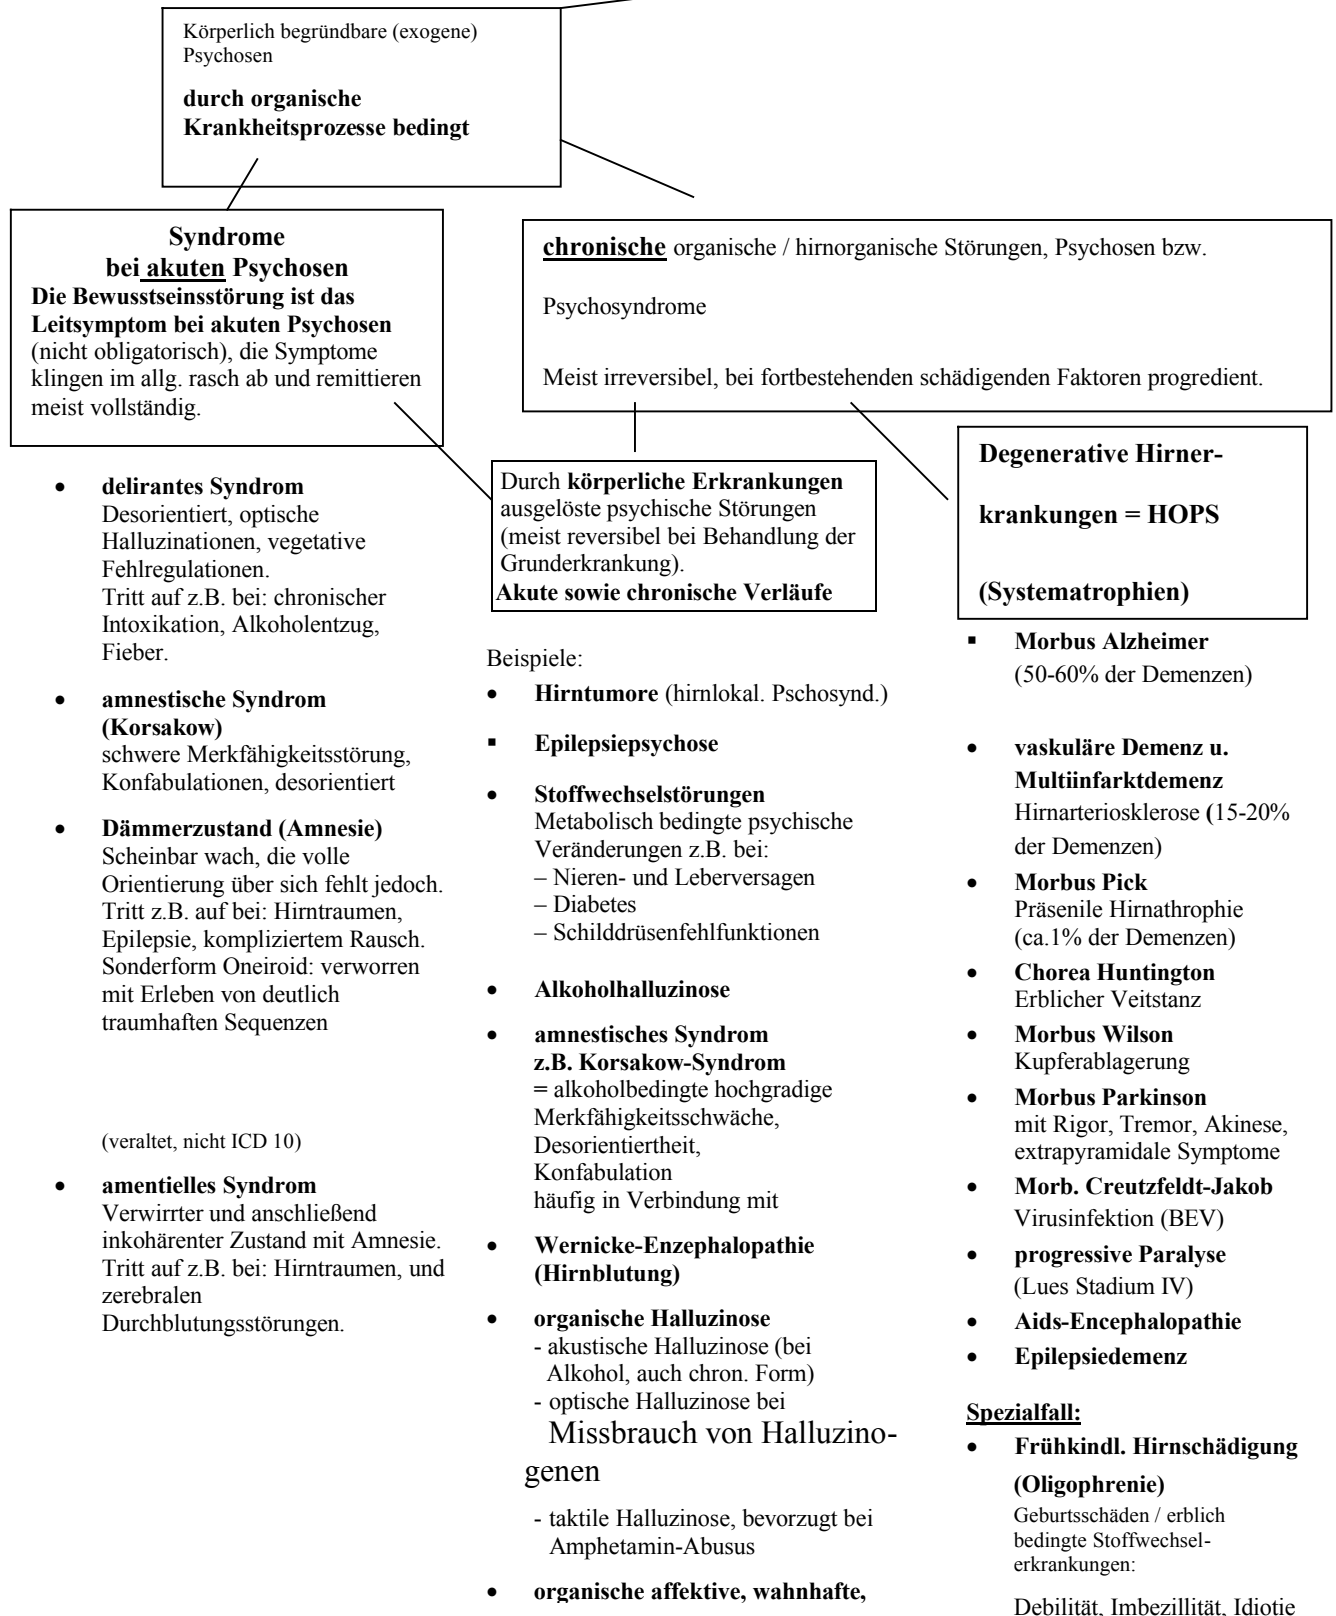 Körperlich begründbare (exogene)
Psychosen
durch organische
Krankheitsprozesse bedingt
Syndrome
bei akuten Psychosen
Die Bewusstseinsstörung ist das
Leitsymptom bei akuten Psychosen
(nicht obligatorisch), die Symptome
klingen im allg. rasch ab und remittieren
meist vollständig.
chronische organische / hirnorganische Störungen, Psychosen bzw.
Psychosyndrome
Meist irreversibel, bei fortbestehenden schädigenden Faktoren progredient.
• delirantes Syndrom
Desorientiert, optische
Halluzinationen, vegetative
Fehlregulationen.
Tritt auf z.B. bei: chronischer
Intoxikation, Alkoholentzug,
Fieber.
• amnestische Syndrom
(Korsakow)
schwere Merkfähigkeitsstörung,
Konfabulationen, desorientiert
• Dämmerzustand (Amnesie)
Scheinbar wach, die volle
Orientierung über sich fehlt jedoch.
Tritt z.B. auf bei: Hirntraumen,
Epilepsie, kompliziertem Rausch.
Sonderform Oneiroid: verworren
mit Erleben von deutlich
traumhaften Sequenzen
(veraltet, nicht ICD 10)
• amentielles Syndrom
Verwirrter und anschließend
inkohärenter Zustand mit Amnesie.
Tritt auf z.B. bei: Hirntraumen, und
zerebralen
Durchblutungsstörungen.
Durch körperliche Erkrankungen
ausgelöste psychische Störungen
(meist reversibel bei Behandlung der
Grunderkrankung).
Akute sowie chronische Verläufe
Beispiele:
• Hirntumore (hirnlokal. Pschosynd.)
▪ Epilepsiepsychose
• Stoffwechselstörungen
Metabolisch bedingte psychische
Veränderungen z.B. bei:
– Nieren- und Leberversagen
– Diabetes
– Schilddrüsenfehlfunktionen
• Alkoholhalluzinose
• amnestisches Syndrom
z.B. Korsakow-Syndrom
= alkoholbedingte hochgradige
Merkfähigkeitsschwäche,
Desorientiertheit,
Konfabulation
häufig in Verbindung mit
• Wernicke-Enzephalopathie
(Hirnblutung)
• organische Halluzinose
- akustische Halluzinose (bei
Alkohol, auch chron. Form)
- optische Halluzinose bei
Missbrauch von Halluzino-
genen
- taktile Halluzinose, bevorzugt bei
Amphetamin-Abusus
• organische affektive, wahnhafte,
Degenerative Hirner-
krankungen = HOPS
(Systematrophien)
▪ Morbus Alzheimer
(50-60% der Demenzen)
• vaskuläre Demenz u.
Multiinfarktdemenz
Hirnarteriosklerose (15-20%
der Demenzen)
• Morbus Pick
Präsenile Hirnathrophie
(ca.1% der Demenzen)
• Chorea Huntington
Erblicher Veitstanz
• Morbus Wilson
Kupferablagerung
• Morbus Parkinson
mit Rigor, Tremor, Akinese,
extrapyramidale Symptome
• Morb. Creutzfeldt-Jakob
Virusinfektion (BEV)
• progressive Paralyse
(Lues Stadium IV)
• Aids-Encephalopathie
• Epilepsiedemenz
Spezialfall:
• Frühkindl. Hirnschädigung
(Oligophrenie)
Geburtsschäden / erblich
bedingte Stoffwechsel-
erkrankungen:
Debilität, Imbezillität, Idiotie